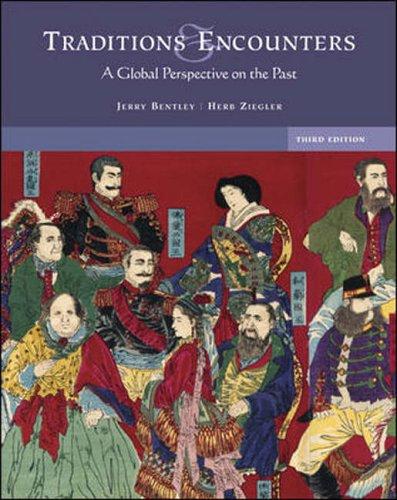 TRADITIONS & ENCOUNTERS
A GLOBAL PERSPECTIVE ON THE PAST
JERRY BENTLEY | HERB ZIEGLER
THIRD EDITION